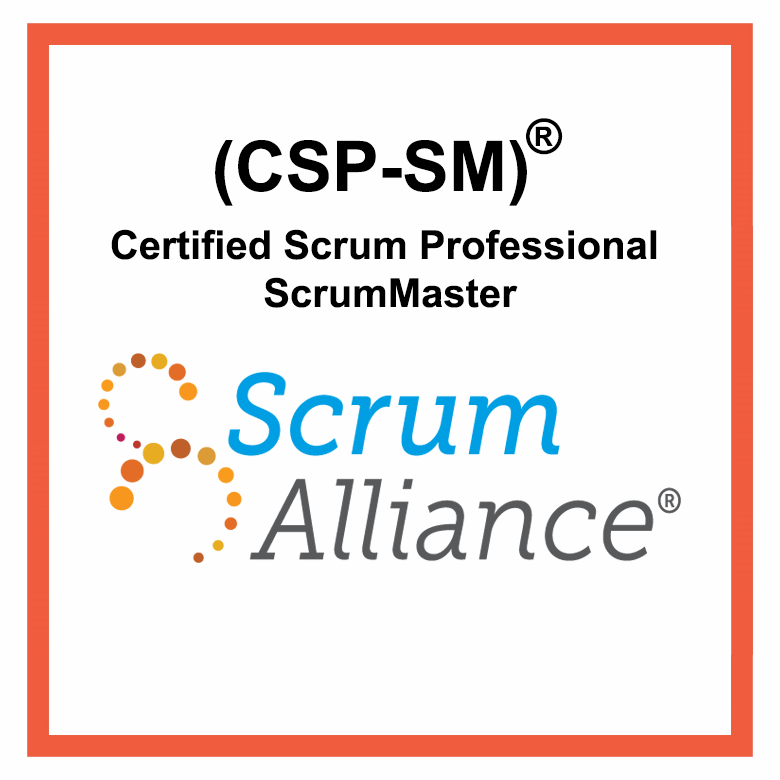 (CSP-SM)®
Certified Scrum Professional
ScrumMaster
Scrum
Alliance®